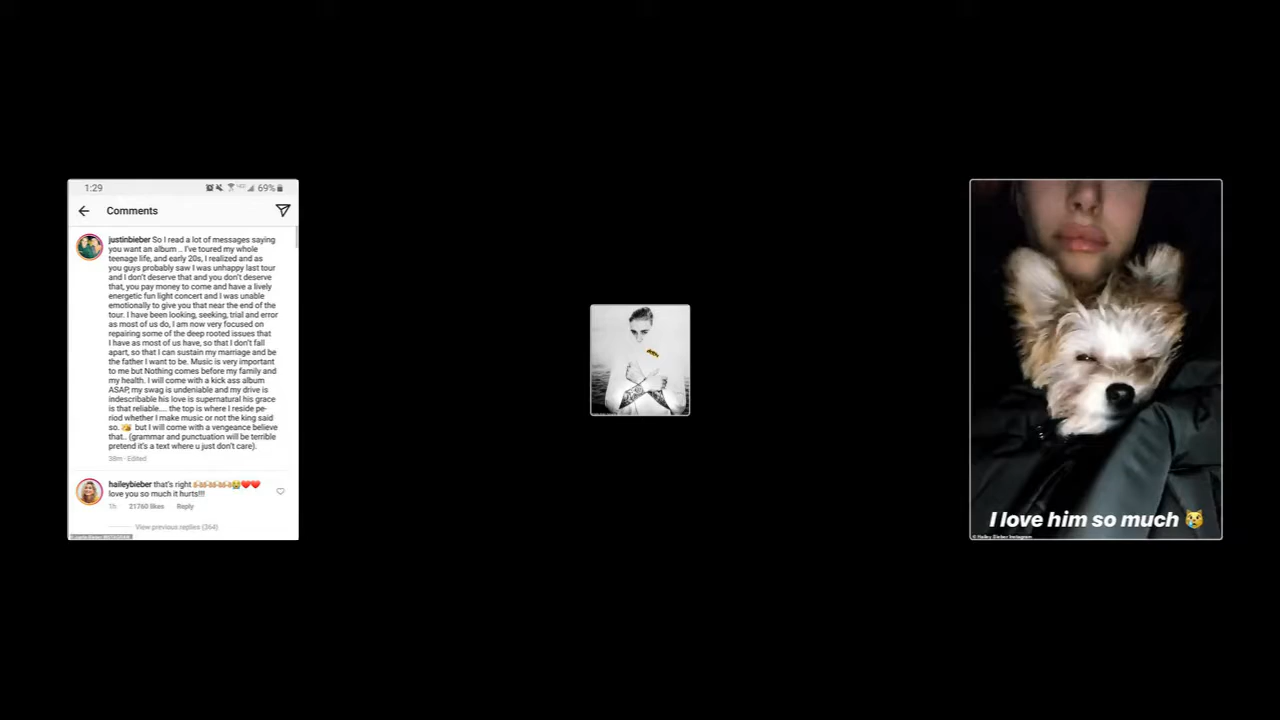 1:29
69%
Comments
justinbieber So I read a lot of messages saying
you want an album .. I've toured my whole
teenage life, and early 20s, I realized and as
you guys probably saw I was unhappy last tour
and I don't deserve that and you don't deserve
that, you pay money to come and have a lively
energetic fun light concert and I was unable
emotionally to give you that near the end of the
tour. I have been looking, seeking, trial and error
as most of us do, I am now very focused on
repairing some of the deep rooted issues that
I have as most of us have, so that I don't fall
apart, so that I can sustain my marriage and be
the father I want to be. Music is very important
to me but Nothing comes before my family and
my health. I will come with a kick ass album
ASAP, my swag is undeniable and my drive is
indescribable his love is supernatural his grace
is that reliable.... the top is where I reside pe-
riod whether I make music or not the king said
so. 😘 but I will come with a vengeance believe
that.. (grammar and punctuation will be terrible
pretend it's a text where u just don't care).
38m · Edited
haileybieber that's right 🙌🏼🙌🏼🙌🏼🙌🏼😭❤️❤️
love you so much it hurts!!!
1h 21760 likes Reply
View previous replies (364)
I love him so much 😿
© Hailey Bieber Instagram